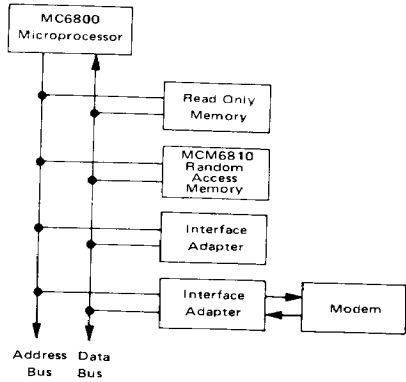 MC6800
Microprocessor
Read Only
Memory
MCM6810
Random
Access
Memory
Interface
Adapter
Interface
Adapter
Modem
Address Data
Bus Bus